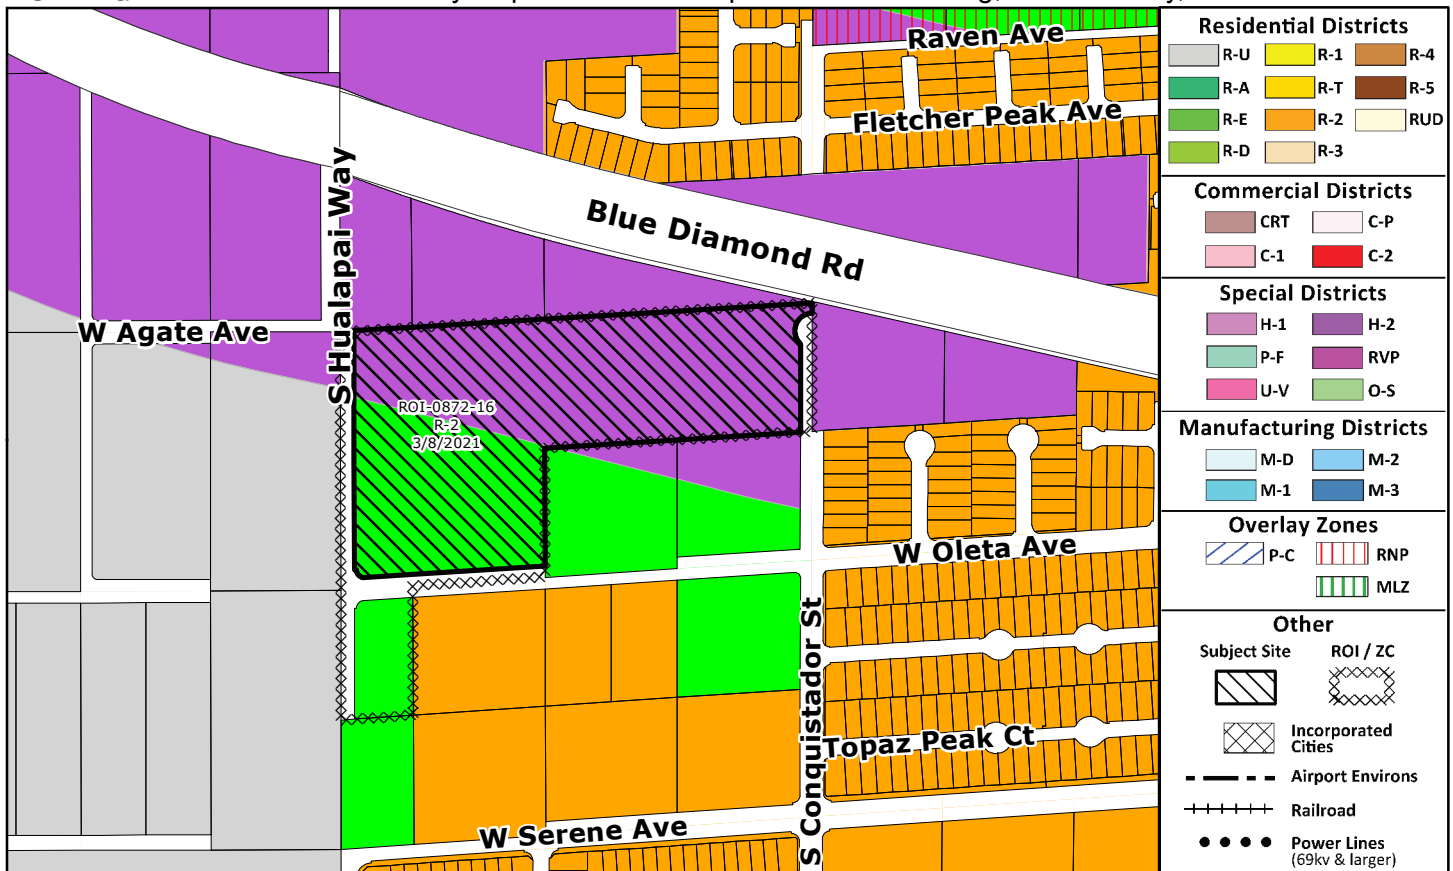 Raven Ave
Fletcher Peak Ave
S Hualapai Way
Blue Diamond Rd
W Agate Ave
ROI-0872-16
R-2
3/8/2021
W Oleta Ave
S Conquistador St
Topaz Peak Ct
W Serene Ave
Residential Districts
R-U R-1 R-4
R-A R-T R-5
R-E R-2 RUD
R-D R-3
Commercial Districts
CRT C-P
C-1 C-2
Special Districts
H-1 H-2
P-F RVP
U-V O-S
Manufacturing Districts
M-D M-2
M-1 M-3
Overlay Zones
P-C RNP
MLZ
Other
Subject Site ROI / ZC
Incorporated
Cities
Airport Environs
Railroad
Power Lines
(69kv & larger)